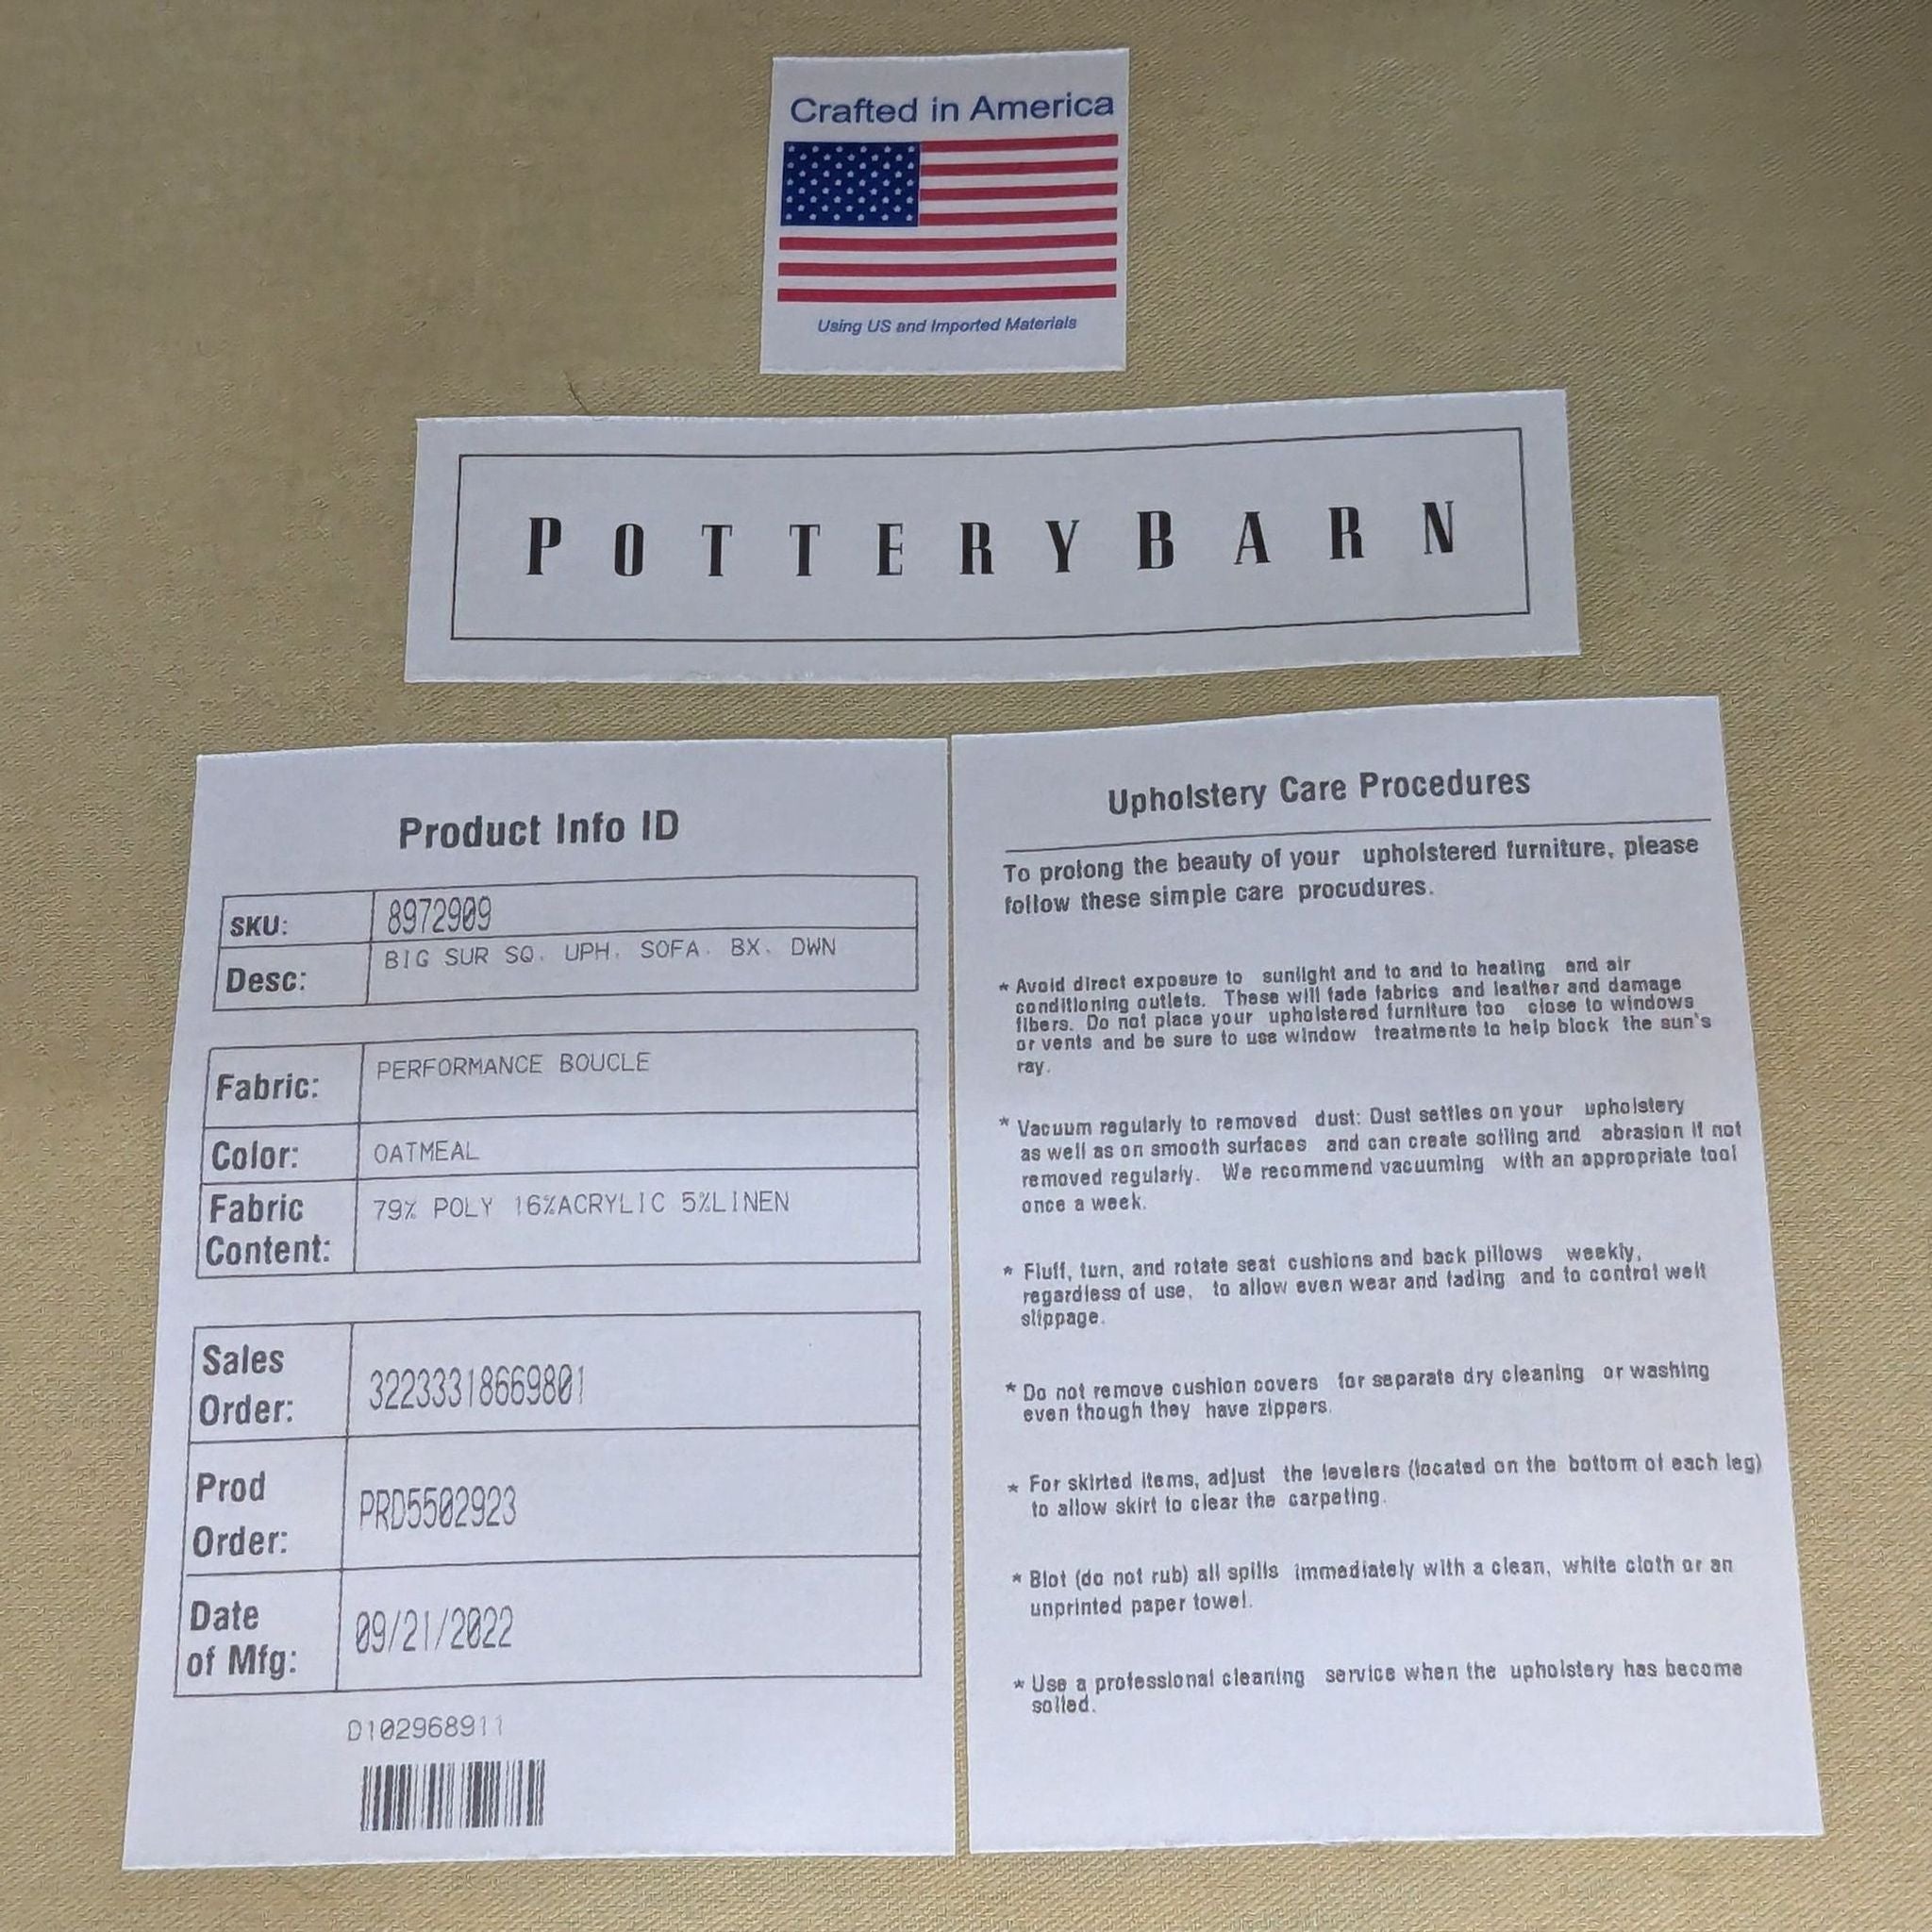 Crafted in America
Using US and Imported Materials
POTTERYBARN
Product Info ID
SKU: 8972909
Desc: BIG SUR SQ. UPH. SOFA. BX. DWN
Fabric: PERFORMANCE BOUCLE
Color: OATMEAL
Fabric
Content: 79% POLY 16%ACRYLIC 5%LINEN
Sales
Order: 32233318669801
Prod
Order: PRD5502923
Date
of Mfg: 09/21/2022
D102968911
Upholstery Care Procedures
To prolong the beauty of your upholstered furniture, please
follow these simple care procudures.
* Avoid direct exposure to sunlight and to and to heating and air
conditioning outlets. These will fade fabrics and leather and damage
fibers. Do not place your upholstered furniture too close to windows
or vents and be sure to use window treatments to help block the sun's
ray.
* Vacuum regularly to removed dust: Dust settles on your upholstery
as well as on smooth surfaces and can create soiling and abrasion if not
removed regularly. We recommend vacuuming with an appropriate tool
once a week.
* Fluff, turn, and rotate seat cushions and back pillows weekly,
regardless of use, to allow even wear and fading and to control welt
slippage.
* Do not remove cushion covers for separate dry cleaning or washing
even though they have zippers.
* For skirted items, adjust the levelers (located on the bottom of each leg)
to allow skirt to clear the carpeting.
* Blot (do not rub) all spills immediately with a clean, white cloth or an
unprinted paper towel.
* Use a professional cleaning service when the upholstery has become
soiled.